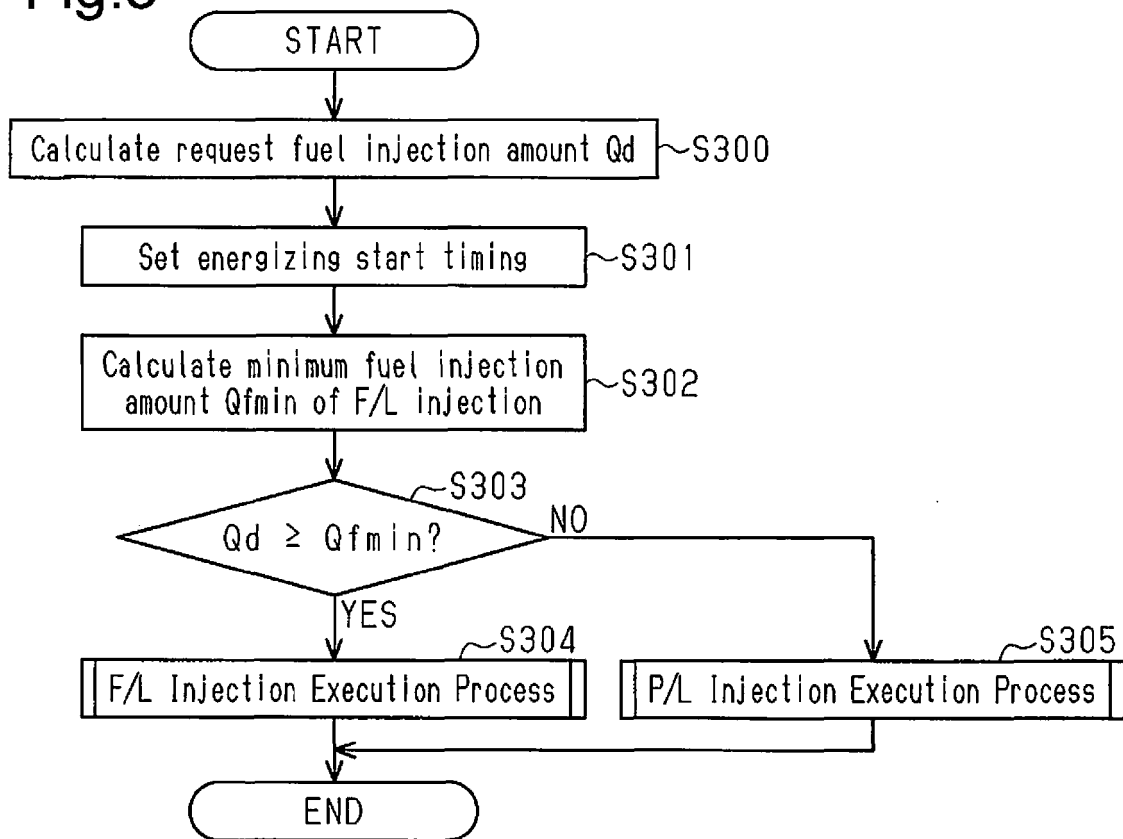 START
Calculate request fuel injection amount Qd
S300
Set energizing start timing
S301
Calculate minimum fuel injection
amount Qfmin of F/L injection
S302
S303
Qd ≥ Qfmin?
NO
YES
S304
F/L Injection Execution Process
S305
P/L Injection Execution Process
END